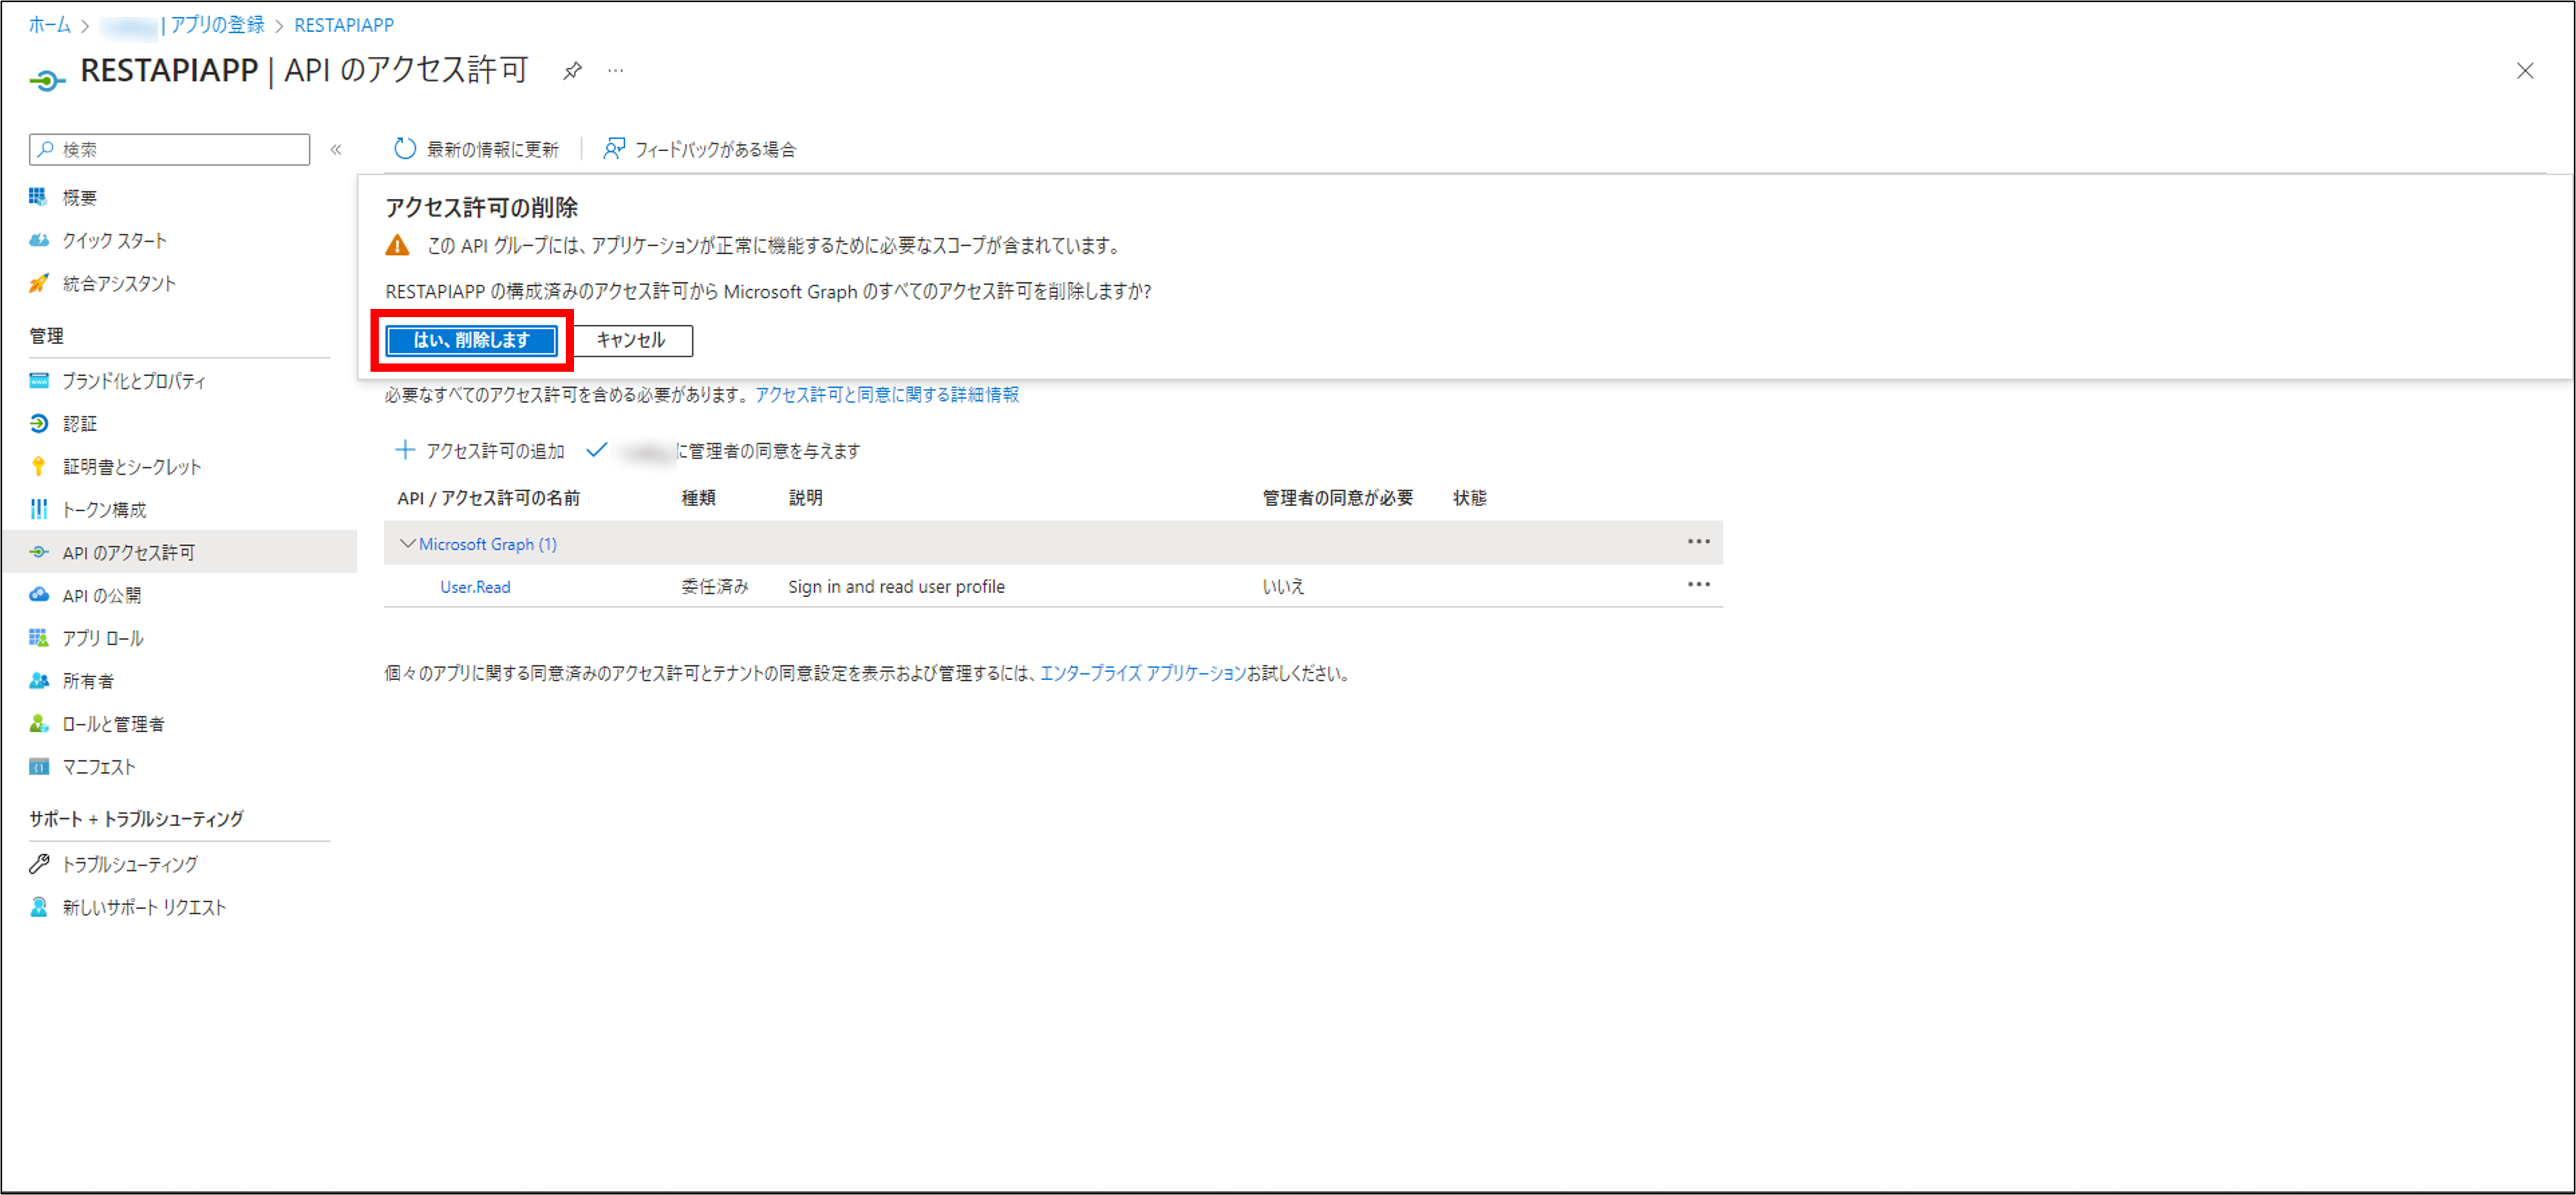 ホーム > | アプリの登録 > RESTAPIAPP
RESTAPIAPP | API のアクセス許可
検索
最新の情報に更新
フィードバックがある場合
概要
クイック スタート
統合アシスタント
管理
ブランド化とプロパティ
認証
証明書とシークレット
トークン構成
API のアクセス許可
API の公開
アプリ ロール
所有者
ロールと管理者
マニフェスト
サポート + トラブルシューティング
トラブルシューティング
新しいサポート リクエスト
アクセス許可の削除
この API グループには、アプリケーションが正常に機能するために必要なスコープが含まれています。
RESTAPIAPP の構成済みのアクセス許可から Microsoft Graph のすべてのアクセス許可を削除しますか?
はい、削除します
キャンセル
必要なすべてのアクセス許可を含める必要があります。アクセス許可と同意に関する詳細情報
アクセス許可の追加
に管理者の同意を与えます
API / アクセス許可の名前 種類 説明 管理者の同意が必要 状態
Microsoft Graph (1)
User.Read 委任済み Sign in and read user profile いいえ
個々のアプリに関する同意済みのアクセス許可とテナントの同意設定を表示および管理するには、エンタープライズ アプリケーションお試しください。